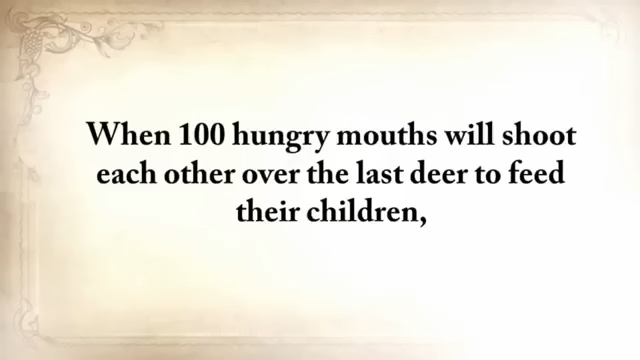 When 100 hungry mouths will shoot
each other over the last deer to feed
their children,